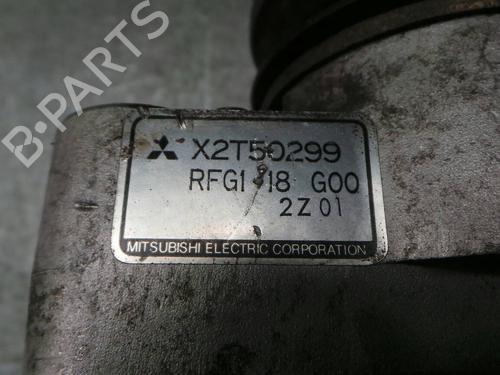 X2T50299
RFG1 18 G00
2Z01
MITSUBISHI ELECTRIC CORPORATION
B-PARTS